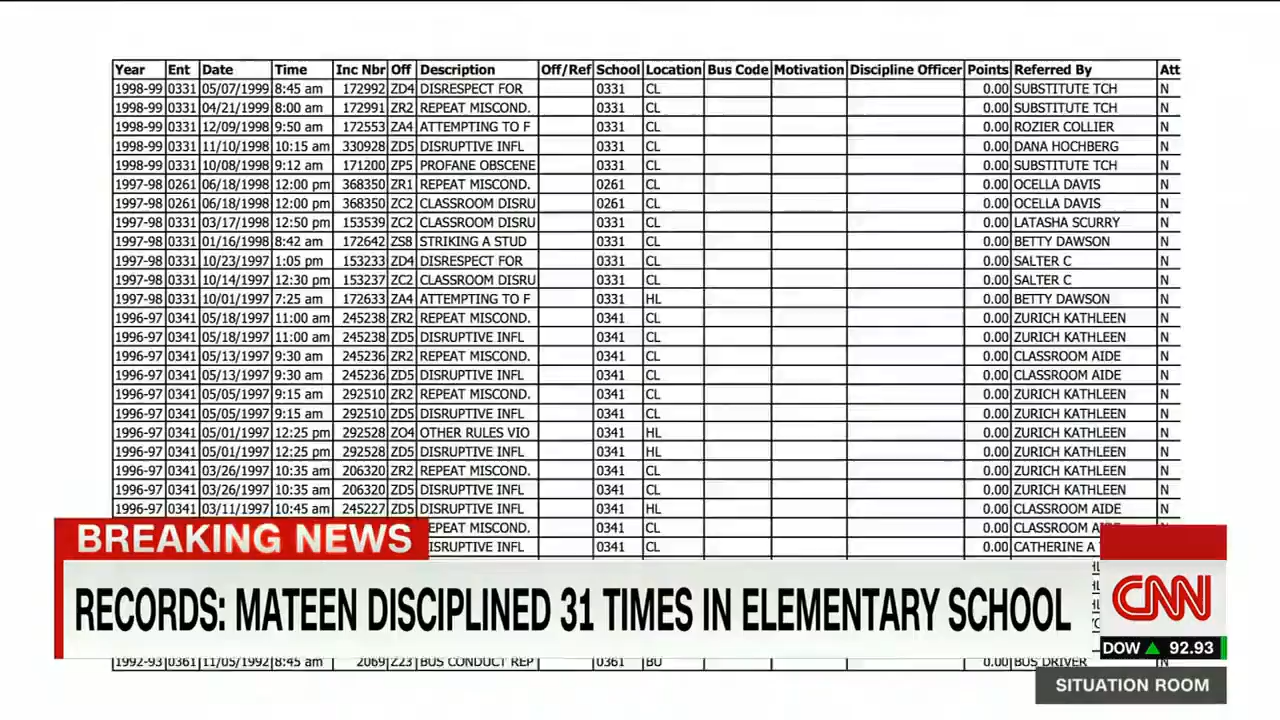 Year Ent Date Time Inc Nbr Off Description Off/Ref School Location Bus Code Motivation Discipline Officer Points Referred By Att
1998-99 0331 05/07/1999 8:45 am 172992 ZD4 DISRESPECT FOR 0331 CL 0.00 SUBSTITUTE TCH N
1998-99 0331 04/21/1999 8:00 am 172991 ZR2 REPEAT MISCOND. 0331 CL 0.00 SUBSTITUTE TCH N
1998-99 0331 12/09/1998 9:50 am 172553 ZA4 ATTEMPTING TO F 0331 CL 0.00 ROZIER COLLIER N
1998-99 0331 11/10/1998 10:15 am 330928 ZD5 DISRUPTIVE INFL 0331 CL 0.00 DANA HOCHBERG N
1998-99 0331 10/08/1998 9:12 am 171200 ZP5 PROFANE OBSCENE 0331 CL 0.00 SUBSTITUTE TCH N
1997-98 0261 06/18/1998 12:00 pm 368350 ZR1 REPEAT MISCOND. 0261 CL 0.00 OCELLA DAVIS N
1997-98 0261 06/18/1998 12:00 pm 368350 ZC2 CLASSROOM DISRU 0261 CL 0.00 OCELLA DAVIS N
1997-98 0331 03/17/1998 12:50 pm 153539 ZC2 CLASSROOM DISRU 0331 CL 0.00 LATASHA SCURRY N
1997-98 0331 01/16/1998 8:42 am 172642 ZS8 STRIKING A STUD 0331 CL 0.00 BETTY DAWSON N
1997-98 0331 10/23/1997 1:05 pm 153233 ZD4 DISRESPECT FOR 0331 CL 0.00 SALTER C N
1997-98 0331 10/14/1997 12:30 pm 153237 ZC2 CLASSROOM DISRU 0331 CL 0.00 SALTER C N
1997-98 0331 10/01/1997 7:25 am 172633 ZA4 ATTEMPTING TO F 0331 HL 0.00 BETTY DAWSON N
1996-97 0341 05/18/1997 11:00 am 245238 ZR2 REPEAT MISCOND. 0341 CL 0.00 ZURICH KATHLEEN N
1996-97 0341 05/18/1997 11:00 am 245238 ZD5 DISRUPTIVE INFL 0341 CL 0.00 ZURICH KATHLEEN N
1996-97 0341 05/13/1997 9:30 am 245236 ZR2 REPEAT MISCOND. 0341 CL 0.00 CLASSROOM AIDE N
1996-97 0341 05/13/1997 9:30 am 245236 ZD5 DISRUPTIVE INFL 0341 CL 0.00 CLASSROOM AIDE N
1996-97 0341 05/05/1997 9:15 am 292510 ZR2 REPEAT MISCOND. 0341 CL 0.00 ZURICH KATHLEEN N
1996-97 0341 05/05/1997 9:15 am 292510 ZD5 DISRUPTIVE INFL 0341 CL 0.00 ZURICH KATHLEEN N
1996-97 0341 05/01/1997 12:25 pm 292528 ZO4 OTHER RULES VIO 0341 HL 0.00 ZURICH KATHLEEN N
1996-97 0341 05/01/1997 12:25 pm 292528 ZD5 DISRUPTIVE INFL 0341 HL 0.00 ZURICH KATHLEEN N
1996-97 0341 03/26/1997 10:35 am 206320 ZR2 REPEAT MISCOND. 0341 CL 0.00 ZURICH KATHLEEN N
1996-97 0341 03/26/1997 10:35 am 206320 ZD5 DISRUPTIVE INFL 0341 CL 0.00 ZURICH KATHLEEN N
1996-97 0341 03/11/1997 10:45 am 245227 ZD5 DISRUPTIVE INFL 0341 HL 0.00 CLASSROOM AIDE N
EPEAT MISCOND. 0341 CL 0.00 CLASSROOM A
ISRUPTIVE INFL 0341 CL 0.00 CATHERINE A
BREAKING NEWS
RECORDS: MATEEN DISCIPLINED 31 TIMES IN ELEMENTARY SCHOOL
CNN
DOW ▲ 92.93
1992-93 0361 11/05/1992 8:45 am 2069 Z23 BUS CONDUCT REP 0361 BU 0.00 BUS DRIVER N
SITUATION ROOM